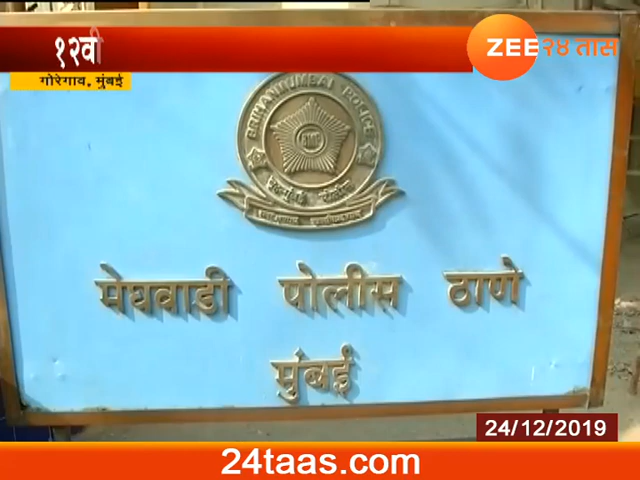 १२वी
ZEE २४ तास
गोरेगाव, मुंबई
BRIHANMUMBAI POLICE
मेघवाडी पोलीस ठाणे
मुंबई
24/12/2019
24taas.com